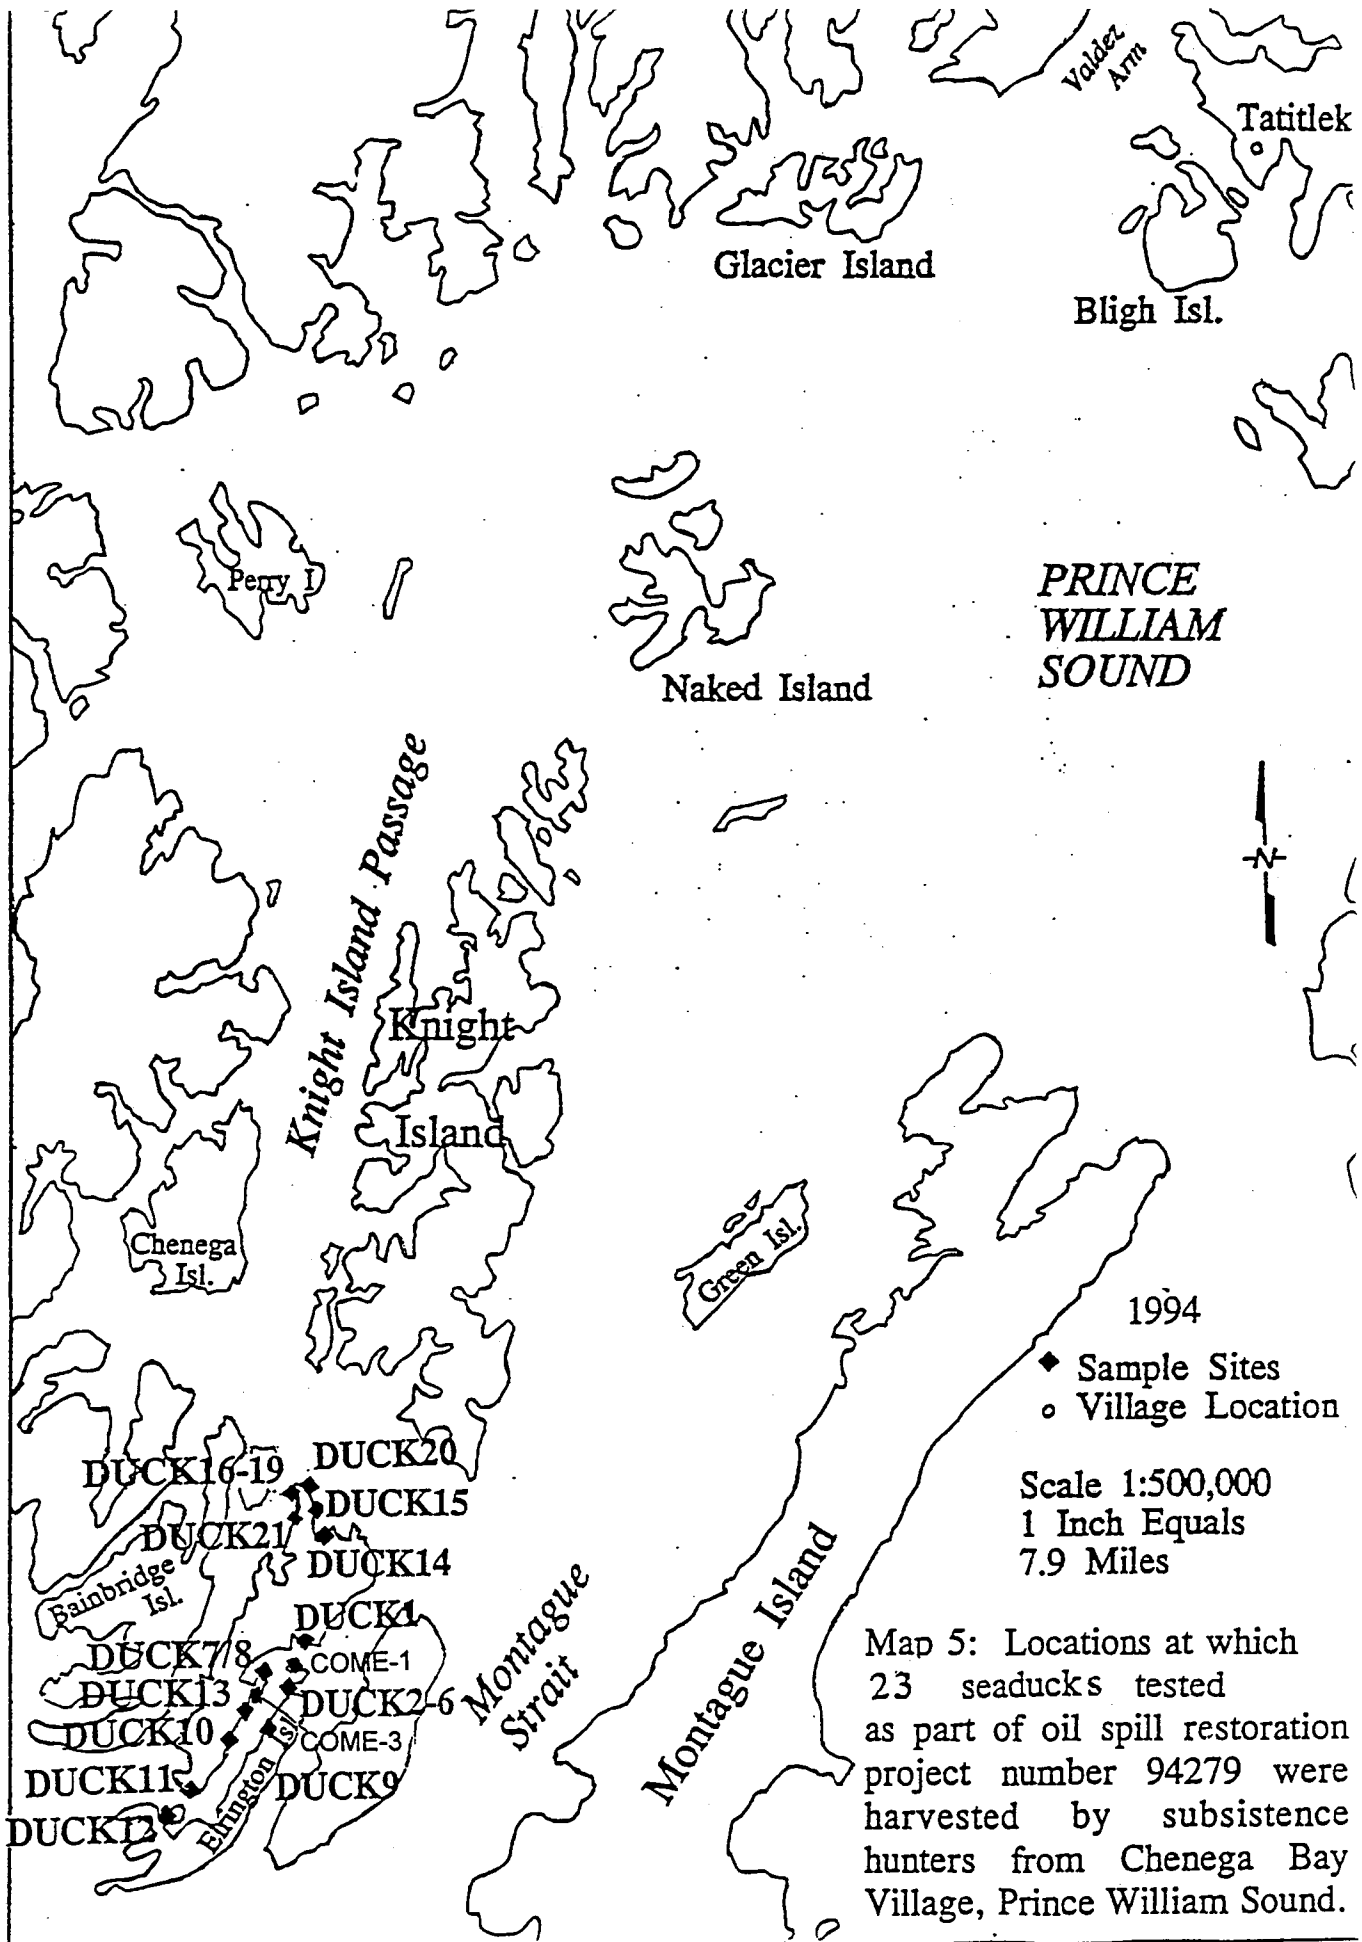 Valdez
Arm
Tatitlek
Glacier Island
Bligh Isl.
Perry I
PRINCE
WILLIAM
SOUND
Naked Island
Knight Island Passage
N
Knight
Island
Chenega
Isl.
Green Isl.
1994
Sample Sites
Village Location
DUCK20
DUCK16-19
DUCK15
DUCK21
DUCK14
Scale 1:500,000
1 Inch Equals
7.9 Miles
Bainbridge
Isl.
DUCK1
DUCK7/8
COME-1
DUCK13
DUCK2-6
DUCK10
COME-3
DUCK11
DUCK9
DUCK12
Elrington Isl
Montague
Strait
Montague Island
Map 5: Locations at which
23 seaducks tested
as part of oil spill restoration
project number 94279 were
harvested by subsistence
hunters from Chenega Bay
Village, Prince William Sound.